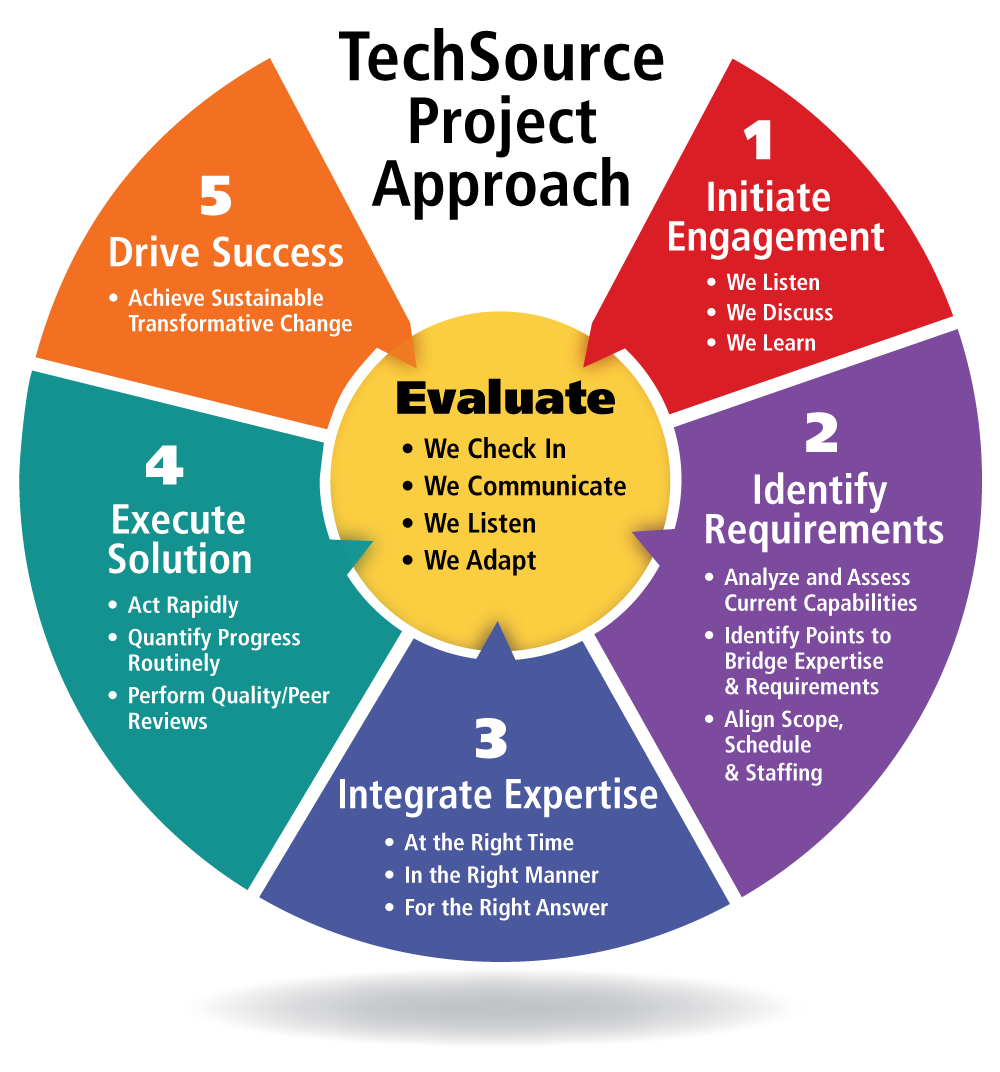 TechSource
Project
Approach
1
Initiate
Engagement
• We Listen
• We Discuss
• We Learn
2
Identify
Requirements
• Analyze and Assess
Current Capabilities
• Identify Points to
Bridge Expertise
& Requirements
• Align Scope,
Schedule
& Staffing
3
Integrate Expertise
• At the Right Time
• In the Right Manner
• For the Right Answer
4
Execute
Solution
• Act Rapidly
• Quantify Progress
Routinely
• Perform Quality/Peer
Reviews
5
Drive Success
• Achieve Sustainable
Transformative Change
Evaluate
• We Check In
• We Communicate
• We Listen
• We Adapt